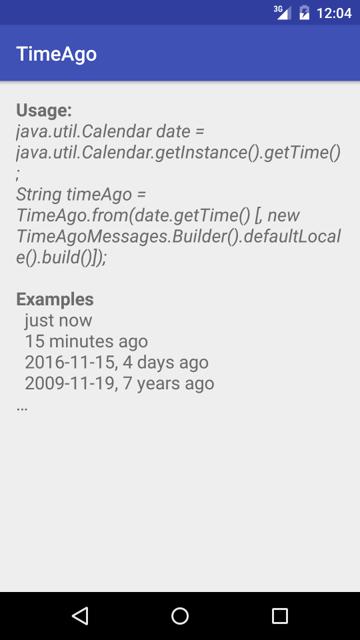 3G 12:04
TimeAgo
Usage:
java.util.Calendar date =
java.util.Calendar.getInstance().getTime()
;
String timeAgo =
TimeAgo.from(date.getTime() [, new
TimeAgoMessages.Builder().defaultLocal
e().build()]);
Examples
just now
15 minutes ago
2016-11-15, 4 days ago
2009-11-19, 7 years ago
...